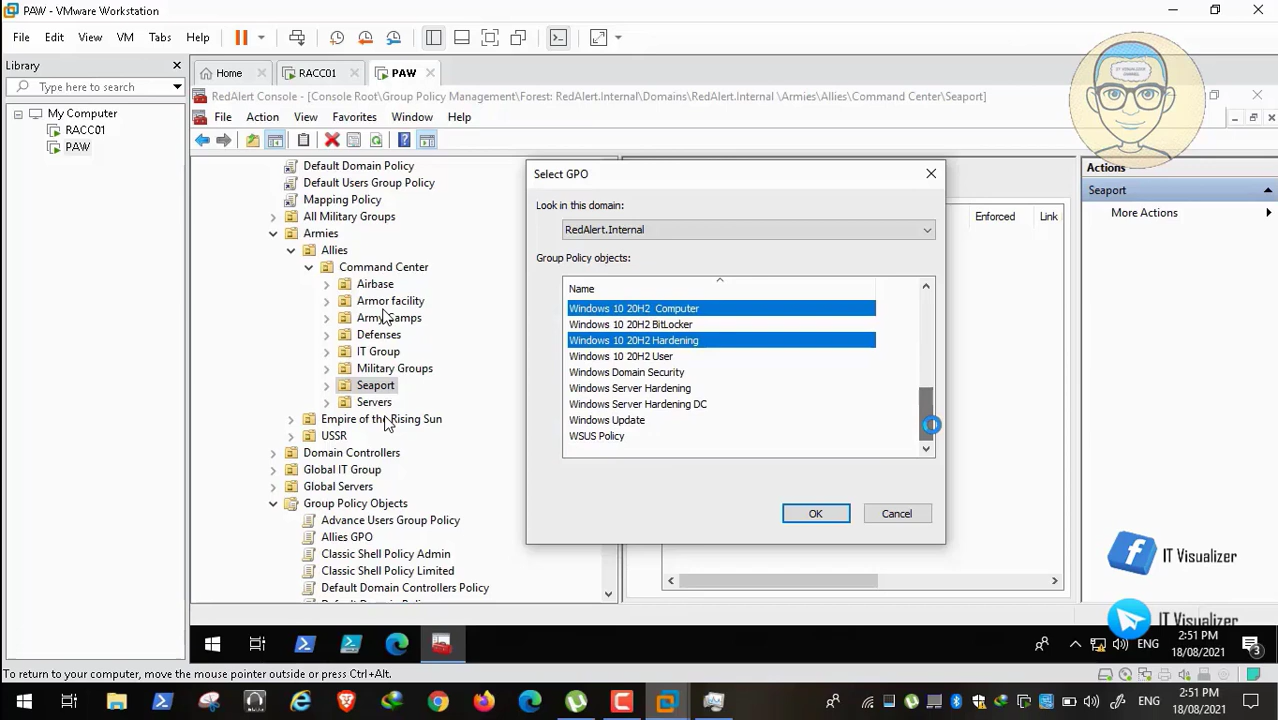 PAW - VMware Workstation
File Edit View VM Tabs Help
Library
Home RACC01 PAW
Type here to search
My Computer
RACC01
PAW
IT VISUALIZER
CHANNEL
RedAlert Console - [Console Root\Group Policy Management\Forest: RedAlert.Internal\Domains\RedAlert.Internal \Armies\Allies\Command Center\Seaport]
File Action View Favorites Window Help
Default Domain Policy
Default Users Group Policy
Mapping Policy
All Military Groups
Armies
Allies
Command Center
Airbase
Armor facility
Army Camps
Defenses
IT Group
Military Groups
Seaport
Servers
Empire of the Rising Sun
USSR
Domain Controllers
Global IT Group
Global Servers
Group Policy Objects
Advance Users Group Policy
Allies GPO
Classic Shell Policy Admin
Classic Shell Policy Limited
Default Domain Controllers Policy
Select GPO
Look in this domain:
RedAlert.Internal
Group Policy objects:
Name
Windows 10 20H2  Computer
Windows 10 20H2 BitLocker
Windows 10 20H2 Hardening
Windows 10 20H2 User
Windows Domain Security
Windows Server Hardening
Windows Server Hardening DC
Windows Update
WSUS Policy
OK Cancel
Enforced Link
Actions
Seaport
More Actions
f IT Visualizer
IT Visualizer
ENG 2:51 PM
18/08/2021 3
To return to your computer, move the mouse pointer outside or press Ctrl+Alt.
ENG 2:51 PM
18/08/2021